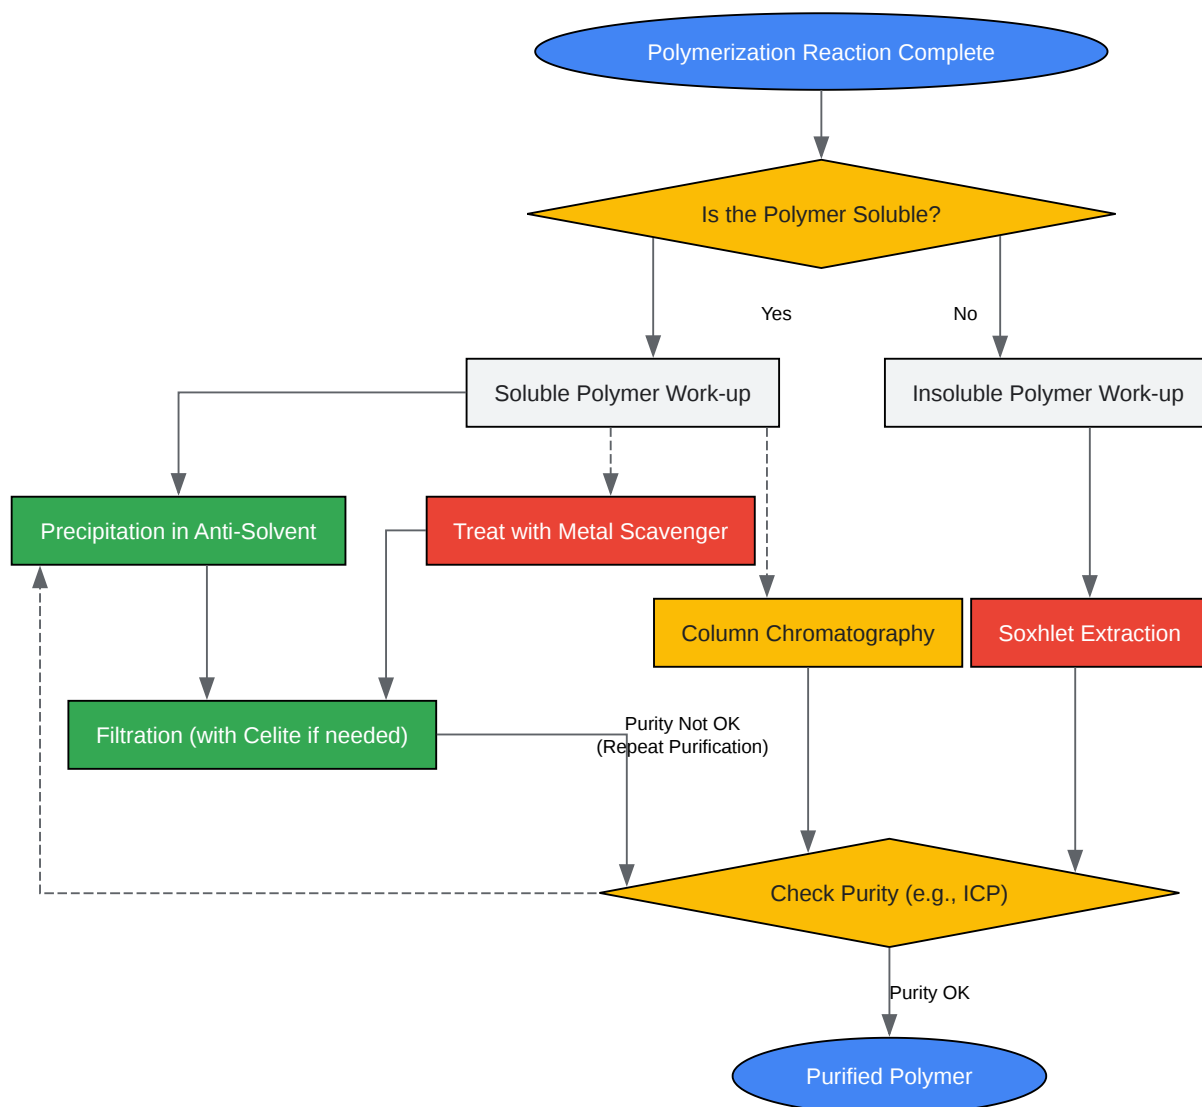 Polymerization Reaction Complete
Is the Polymer Soluble?
Yes
No
Soluble Polymer Work-up
Insoluble Polymer Work-up
Precipitation in Anti-Solvent
Treat with Metal Scavenger
Column Chromatography
Soxhlet Extraction
Filtration (with Celite if needed)
Purity Not OK
(Repeat Purification)
Check Purity (e.g., ICP)
Purity OK
Purified Polymer